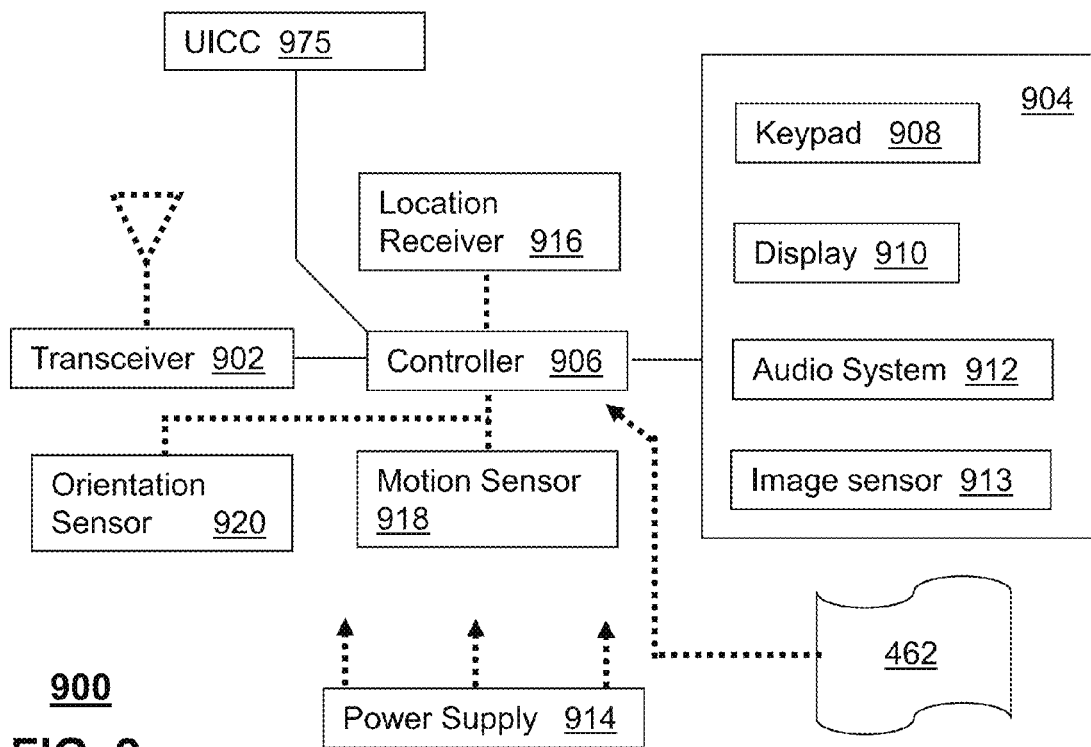 UICC 975
904
Keypad 908
Location
Receiver 916
Display 910
Transceiver 902
Controller 906
Audio System 912
Orientation
Sensor 920
Motion Sensor
918
Image sensor 913
462
900
Power Supply 914